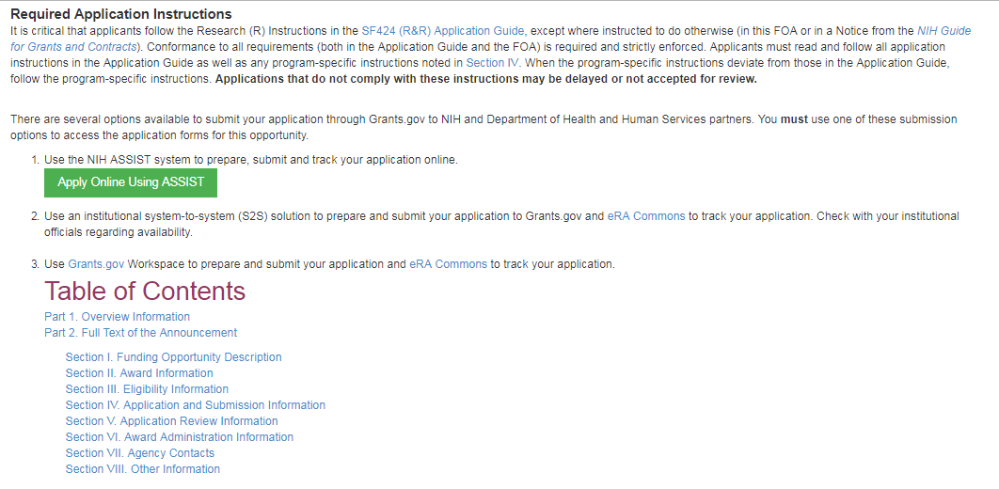 Required Application Instructions
It is critical that applicants follow the Research (R) Instructions in the SF424 (R&R) Application Guide, except where instructed to do otherwise (in this FOA or in a Notice from the NIH Guide
for Grants and Contracts). Conformance to all requirements (both in the Application Guide and the FOA) is required and strictly enforced. Applicants must read and follow all application
instructions in the Application Guide as well as any program-specific instructions noted in Section IV. When the program-specific instructions deviate from those in the Application Guide,
follow the program-specific instructions. Applications that do not comply with these instructions may be delayed or not accepted for review.
There are several options available to submit your application through Grants.gov to NIH and Department of Health and Human Services partners. You must use one of these submission
options to access the application forms for this opportunity.
1. Use the NIH ASSIST system to prepare, submit and track your application online.
Apply Online Using ASSIST
2. Use an institutional system-to-system (S2S) solution to prepare and submit your application to Grants.gov and eRA Commons to track your application. Check with your institutional
officials regarding availability.
3. Use Grants.gov Workspace to prepare and submit your application and eRA Commons to track your application.
Table of Contents
Part 1. Overview Information
Part 2. Full Text of the Announcement
Section I. Funding Opportunity Description
Section II. Award Information
Section III. Eligibility Information
Section IV. Application and Submission Information
Section V. Application Review Information
Section VI. Award Administration Information
Section VII. Agency Contacts
Section VIII. Other Information